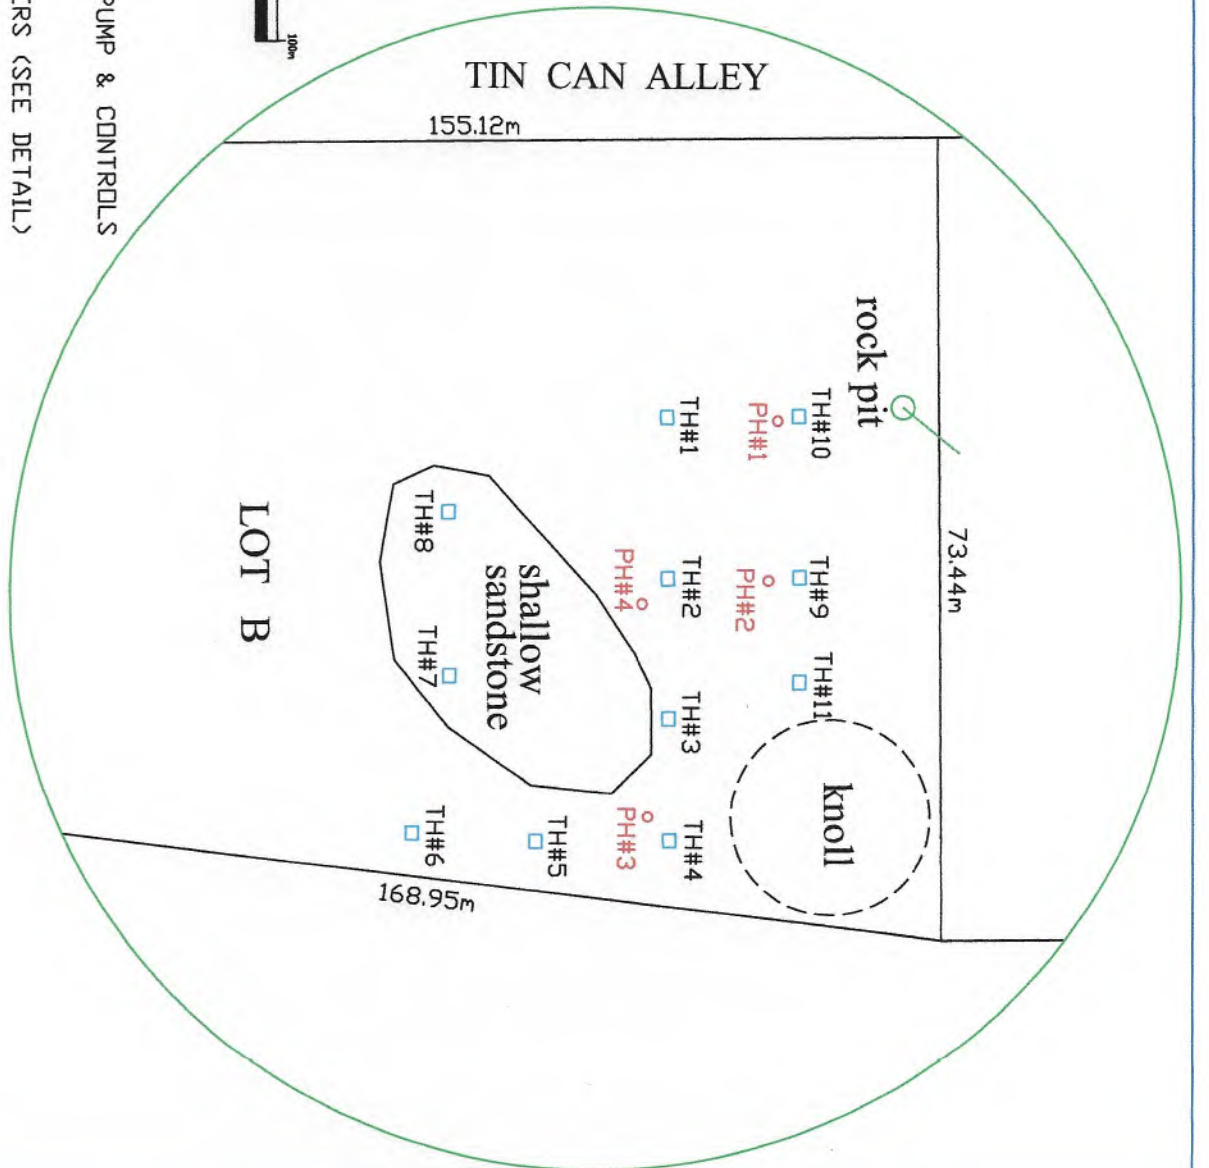 100m
PUMP & CONTROLS
ERS (SEE DETAIL)
TIN CAN ALLEY
155.12m
73.44m
rock pit
TH#10
PH#1
TH#1
TH#9
PH#2
TH#2
PH#4
TH#11
TH#3
knoll
TH#4
PH#3
TH#5
TH#6
shallow
sandstone
TH#8
TH#7
LOT B
168.95m